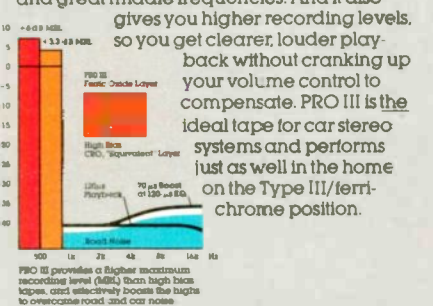 and great middle frequencies. And it also
gives you higher recording levels,
so you get clearer, louder play-
back without cranking up
your volume control to
compensate. PRO III is the
ideal tape for car stereo
systems and performs
just as well in the home
on the Type III/ferri-
chrome position.
+6 dB MRL
+3.3 dB MRL
PRO III
Ferric Oxide Layer
High Bias
CRO₂ "Equivalent" Layer
120µs
Playback
70 µs Boost
at 120 µs EQ
Road Noise
10
5
0
5
10
15
20
30
40
500 1k 2k 4k 8k 16k Hz
PRO III provides a higher maximum
recording level (MRL) than high bias
tapes, and effectively boosts the highs
to overcome road and car noise